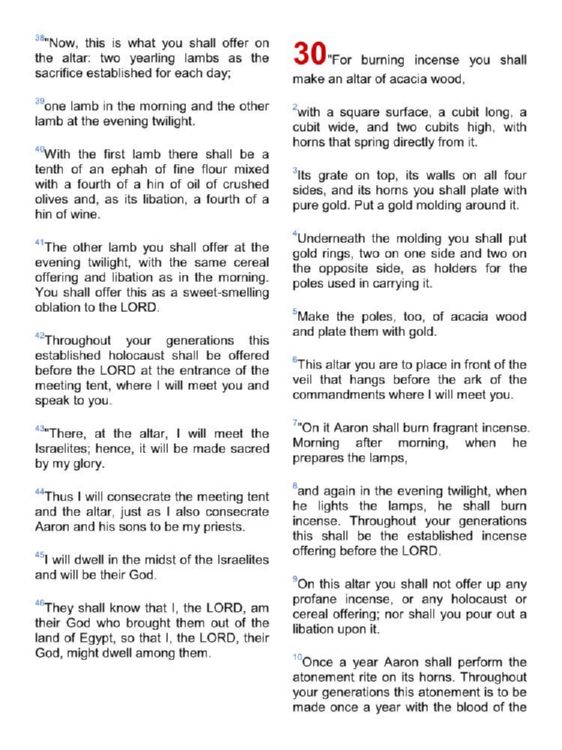 38"Now, this is what you shall offer on
the altar: two yearling lambs as the
sacrifice established for each day;
39one lamb in the morning and the other
lamb at the evening twilight.
40With the first lamb there shall be a
tenth of an ephah of fine flour mixed
with a fourth of a hin of oil of crushed
olives and, as its libation, a fourth of a
hin of wine.
41The other lamb you shall offer at the
evening twilight, with the same cereal
offering and libation as in the morning.
You shall offer this as a sweet-smelling
oblation to the LORD.
42Throughout your generations this
established holocaust shall be offered
before the LORD at the entrance of the
meeting tent, where I will meet you and
speak to you.
43"There, at the altar, I will meet the
Israelites; hence, it will be made sacred
by my glory.
44Thus I will consecrate the meeting tent
and the altar, just as I also consecrate
Aaron and his sons to be my priests.
45I will dwell in the midst of the Israelites
and will be their God.
46They shall know that I, the LORD, am
their God who brought them out of the
land of Egypt, so that I, the LORD, their
God, might dwell among them.
30"For burning incense you shall
make an altar of acacia wood,
2with a square surface, a cubit long, a
cubit wide, and two cubits high, with
horns that spring directly from it.
3Its grate on top, its walls on all four
sides, and its horns you shall plate with
pure gold. Put a gold molding around it.
4Underneath the molding you shall put
gold rings, two on one side and two on
the opposite side, as holders for the
poles used in carrying it.
5Make the poles, too, of acacia wood
and plate them with gold.
6This altar you are to place in front of the
veil that hangs before the ark of the
commandments where I will meet you.
7"On it Aaron shall burn fragrant incense.
Morning after morning, when he
prepares the lamps,
8and again in the evening twilight, when
he lights the lamps, he shall burn
incense. Throughout your generations
this shall be the established incense
offering before the LORD.
9On this altar you shall not offer up any
profane incense, or any holocaust or
cereal offering; nor shall you pour out a
libation upon it.
10Once a year Aaron shall perform the
atonement rite on its horns. Throughout
your generations this atonement is to be
made once a year with the blood of the